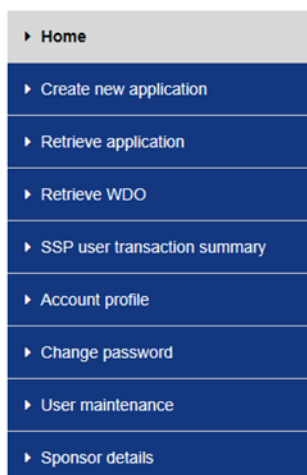 Home
Create new application
Retrieve application
Retrieve WDO
SSP user transaction summary
Account profile
Change password
User maintenance
Sponsor details